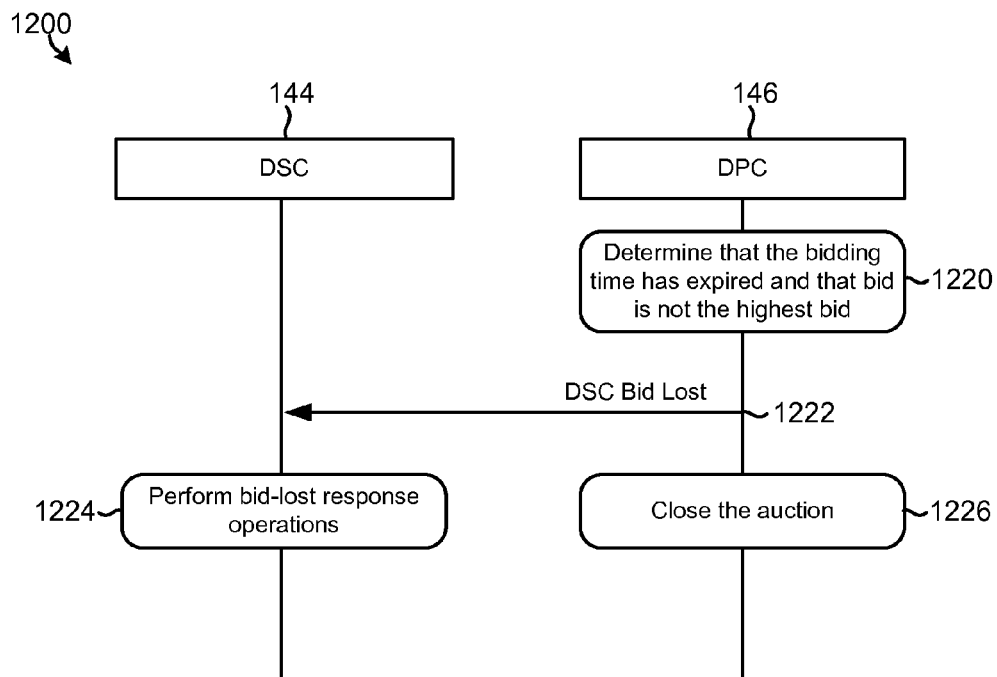 1200
144
146
DSC
DPC
Determine that the bidding
time has expired and that bid
is not the highest bid
1220
DSC Bid Lost
1222
1224
Perform bid-lost response
operations
Close the auction
1226